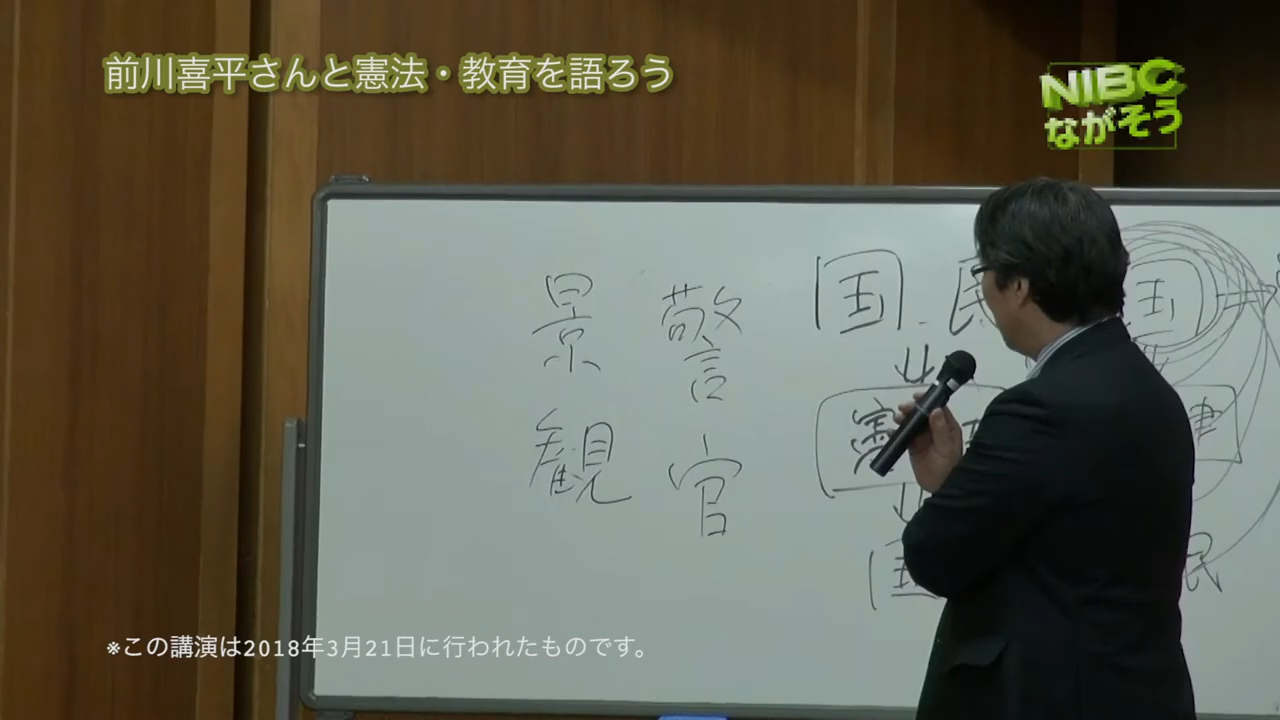 前川喜平さんと憲法・教育を語ろう
NIBC
ながそう
国民
警官
景観
国
国
民
※この講演は2018年3月21日に行われたものです。